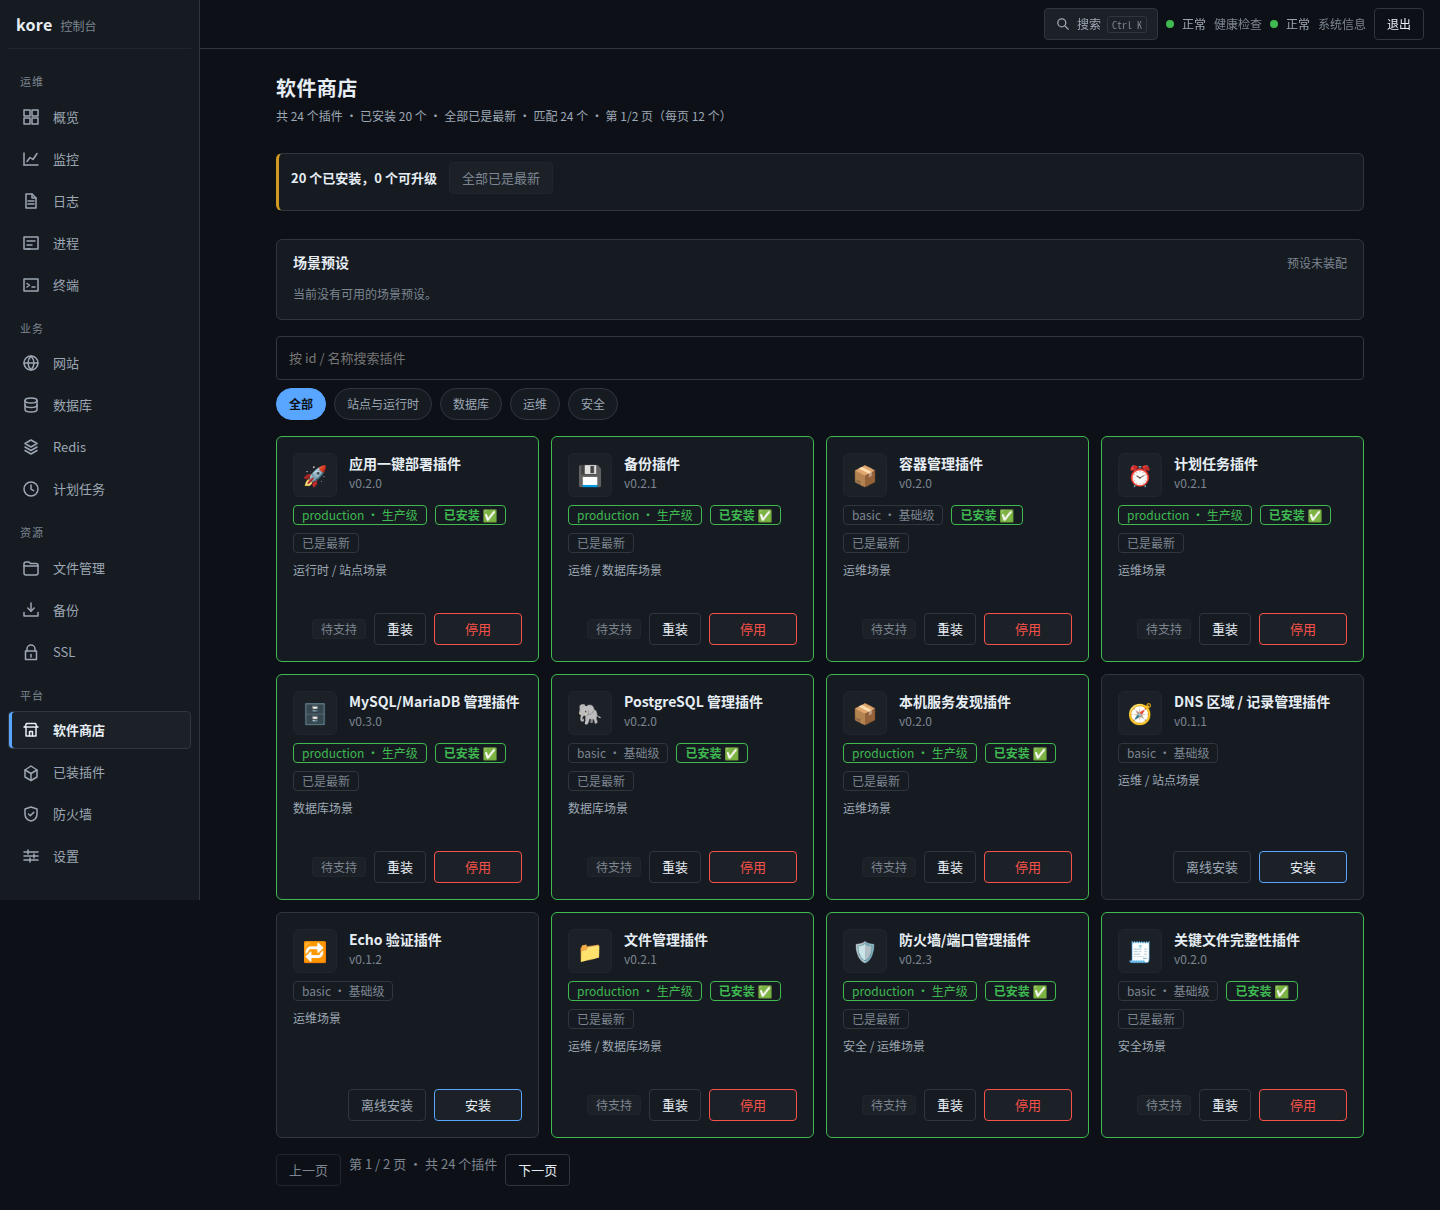 kore 控制台
搜索 Ctrl K 正常 健康检查 正常 系统信息 退出
运维
概览
监控
日志
进程
终端
业务
网站
数据库
Redis
计划任务
资源
文件管理
备份
SSL
平台
软件商店
已装插件
防火墙
设置
软件商店
共 24 个插件 · 已安装 20 个 · 全部已是最新 · 匹配 24 个 · 第 1/2 页（每页 12 个）
20 个已安装，0 个可升级 全部已是最新
场景预设 预设未装配
当前没有可用的场景预设。
按 id / 名称搜索插件
全部 站点与运行时 数据库 运维 安全
应用一键部署插件
v0.2.0
production · 生产级 已安装 ✅
已是最新
运行时 / 站点场景
待支持 重装 停用
备份插件
v0.2.1
production · 生产级 已安装 ✅
已是最新
运维 / 数据库场景
待支持 重装 停用
容器管理插件
v0.2.0
basic · 基础级 已安装 ✅
已是最新
运维场景
待支持 重装 停用
计划任务插件
v0.2.1
production · 生产级 已安装 ✅
已是最新
运维场景
待支持 重装 停用
MySQL/MariaDB 管理插件
v0.3.0
production · 生产级 已安装 ✅
已是最新
数据库场景
待支持 重装 停用
PostgreSQL 管理插件
v0.2.0
basic · 基础级 已安装 ✅
已是最新
数据库场景
待支持 重装 停用
本机服务发现插件
v0.2.0
production · 生产级 已安装 ✅
已是最新
运维场景
待支持 重装 停用
DNS 区域 / 记录管理插件
v0.1.1
basic · 基础级
运维 / 站点场景
离线安装 安装
Echo 验证插件
v0.1.2
basic · 基础级
运维场景
离线安装 安装
文件管理插件
v0.2.1
production · 生产级 已安装 ✅
已是最新
运维 / 数据库场景
待支持 重装 停用
防火墙/端口管理插件
v0.2.3
production · 生产级 已安装 ✅
已是最新
安全 / 运维场景
待支持 重装 停用
关键文件完整性插件
v0.2.0
basic · 基础级 已安装 ✅
已是最新
安全场景
待支持 重装 停用
上一页 第 1 / 2 页 · 共 24 个插件 下一页